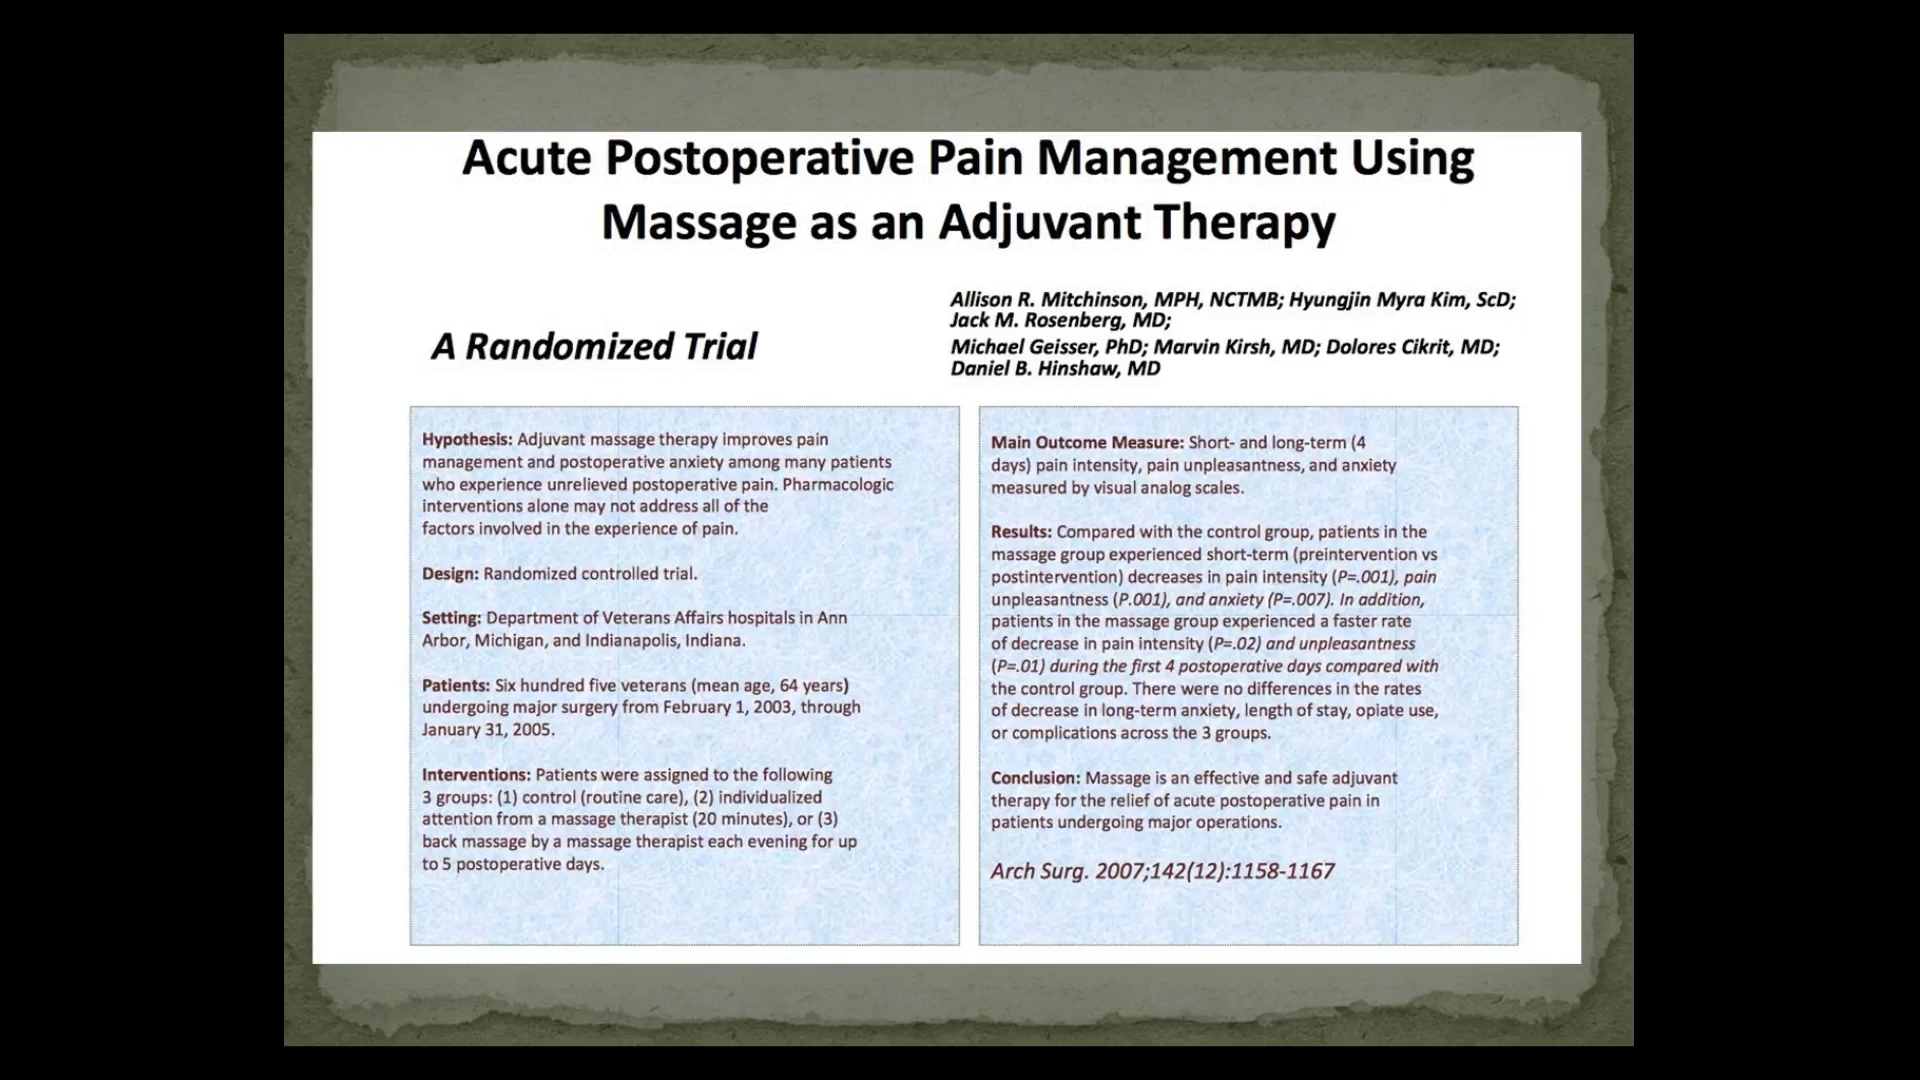 Acute Postoperative Pain Management Using
Massage as an Adjuvant Therapy
A Randomized Trial
Allison R. Mitchinson, MPH, NCTMB; Hyungjin Myra Kim, ScD;
Jack M. Rosenberg, MD;
Michael Geisser, PhD; Marvin Kirsh, MD; Dolores Cikrit, MD;
Daniel B. Hinshaw, MD
Hypothesis: Adjuvant massage therapy improves pain
management and postoperative anxiety among many patients
who experience unrelieved postoperative pain. Pharmacologic
interventions alone may not address all of the
factors involved in the experience of pain.
Design: Randomized controlled trial.
Setting: Department of Veterans Affairs hospitals in Ann
Arbor, Michigan, and Indianapolis, Indiana.
Patients: Six hundred five veterans (mean age, 64 years)
undergoing major surgery from February 1, 2003, through
January 31, 2005.
Interventions: Patients were assigned to the following
3 groups: (1) control (routine care), (2) individualized
attention from a massage therapist (20 minutes), or (3)
back massage by a massage therapist each evening for up
to 5 postoperative days.
Main Outcome Measure: Short- and long-term (4
days) pain intensity, pain unpleasantness, and anxiety
measured by visual analog scales.
Results: Compared with the control group, patients in the
massage group experienced short-term (preintervention vs
postintervention) decreases in pain intensity (P=.001), pain
unpleasantness (P.001), and anxiety (P=.007). In addition,
patients in the massage group experienced a faster rate
of decrease in pain intensity (P=.02) and unpleasantness
(P=.01) during the first 4 postoperative days compared with
the control group. There were no differences in the rates
of decrease in long-term anxiety, length of stay, opiate use,
or complications across the 3 groups.
Conclusion: Massage is an effective and safe adjuvant
therapy for the relief of acute postoperative pain in
patients undergoing major operations.
Arch Surg. 2007;142(12):1158-1167